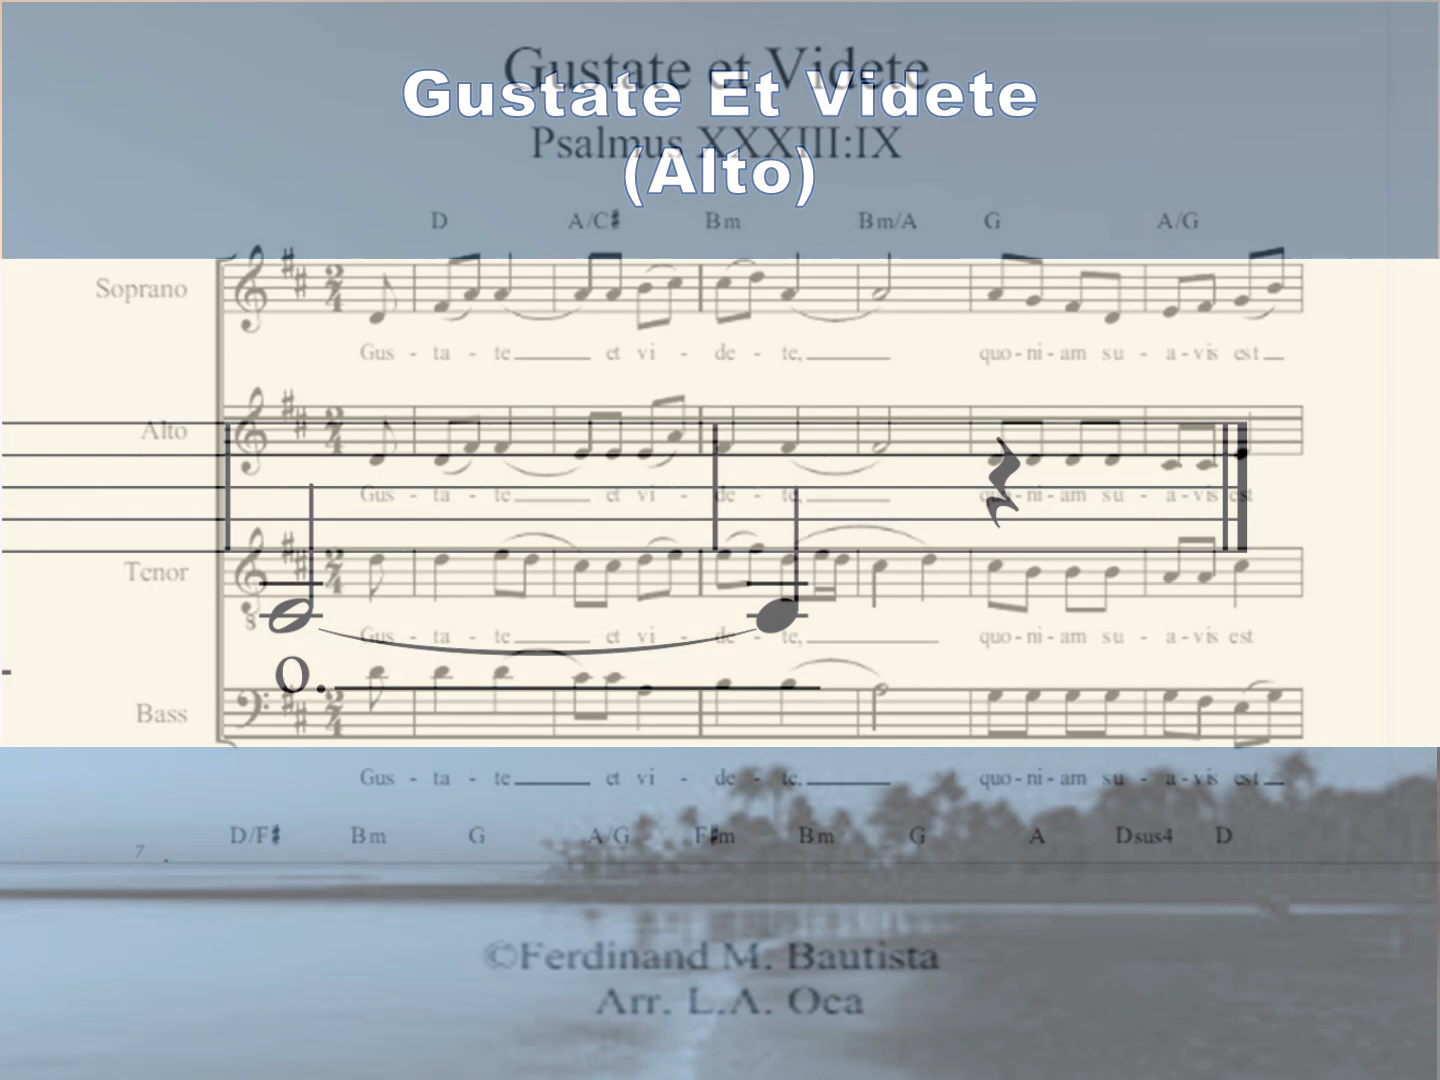 Gustate et Videte
Gustate Et Videte
Psalmus XXXIII:IX
(Alto)
D A/C♯ Bm Bm/A G A/G
Soprano
Gus - ta - te et vi - de - te, quo - ni - am su - a - vis est
Alto
Gus - ta - te et vi - de - te, quo - ni - am su - a - vis est
Tenor
8
Gus - ta - te et vi - de - te, quo - ni - am su - a - vis est
o.
Bass
Gus - ta - te et vi - de - te, quo - ni - am su - a - vis est
D/F♯ Bm G A/G F♯m Bm G A Dsus4 D
7
©Ferdinand M. Bautista
Arr. L.A. Oca